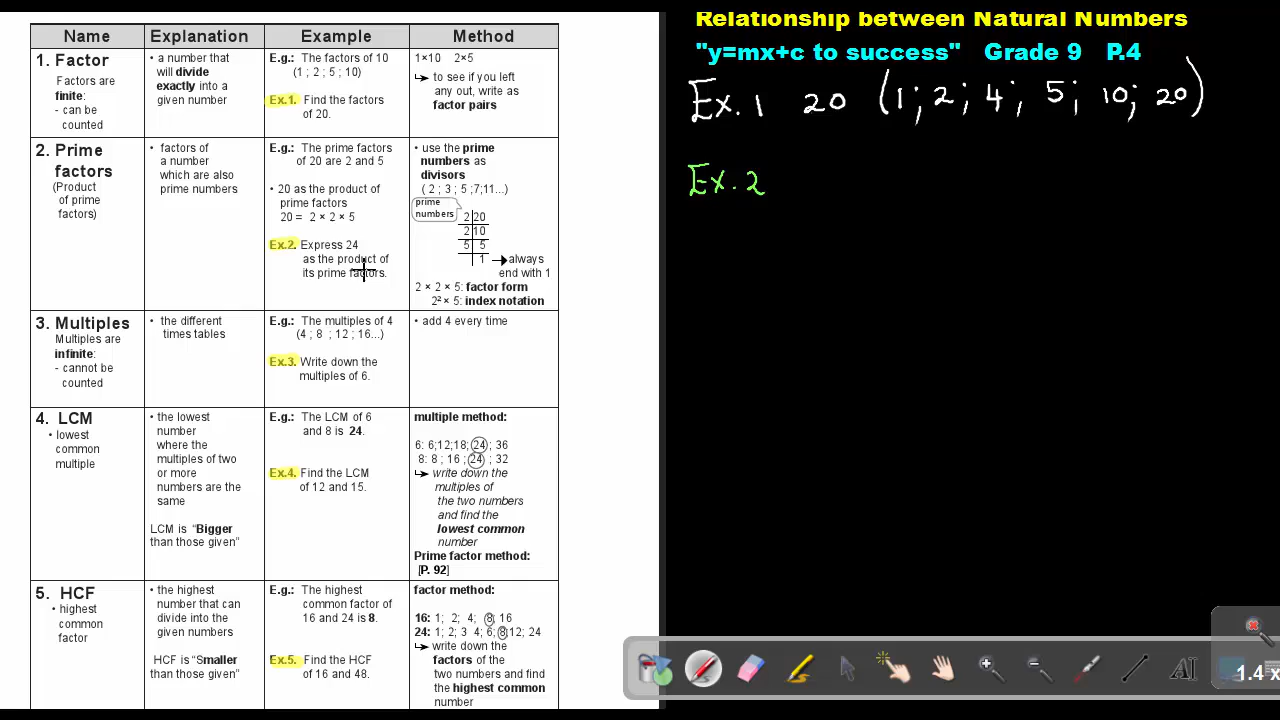 Name Explanation Example Method
1. Factor
Factors are
finite:
- can be
counted
• a number that
will divide
exactly into a
given number
E.g.: The factors of 10
(1 ; 2 ; 5 ; 10)
Ex.1. Find the factors
of 20.
1×10 2×5
to see if you left
any out, write as
factor pairs
2. Prime
factors
(Product
of prime
factors)
• factors of
a number
which are also
prime numbers
E.g.: The prime factors
of 20 are 2 and 5
• 20 as the product of
prime factors
20 = 2 × 2 × 5
Ex.2. Express 24
as the product of
its prime factors.
• use the prime
numbers as
divisors
( 2 ; 3 ; 5 ;7;11...)
prime
numbers
2 20
2 10
5 5
1 always
end with 1
2 × 2 × 5: factor form
2² × 5: index notation
3. Multiples
Multiples are
infinite:
- cannot be
counted
• the different
times tables
E.g.: The multiples of 4
(4 ; 8 ; 12 ; 16...)
Ex.3. Write down the
multiples of 6.
• add 4 every time
4. LCM
• lowest
common
multiple
• the lowest
number
where the
multiples of two
or more
numbers are the
same
LCM is "Bigger
than those given"
E.g.: The LCM of 6
and 8 is 24.
Ex.4. Find the LCM
of 12 and 15.
multiple method:
6: 6;12;18; 24 ; 36
8: 8 ; 16 ; 24 ; 32
write down the
multiples of
the two numbers
and find the
lowest common
number
Prime factor method:
[P. 92]
5. HCF
• highest
common
factor
• the highest
number that can
divide into the
given numbers
HCF is "Smaller
than those given"
E.g.: The highest
common factor of
16 and 24 is 8.
Ex.5. Find the HCF
of 16 and 48.
factor method:
16: 1; 2; 4; 8; 16
24: 1; 2; 3 4; 6; 8;12; 24
write down the
factors of the
two numbers and find
the highest common
number
Relationship between Natural Numbers
"y=mx+c to success" Grade 9 P.4
Ex. 1 20 (1; 2; 4; 5; 10; 20)
Ex. 2
AI
1.4 x